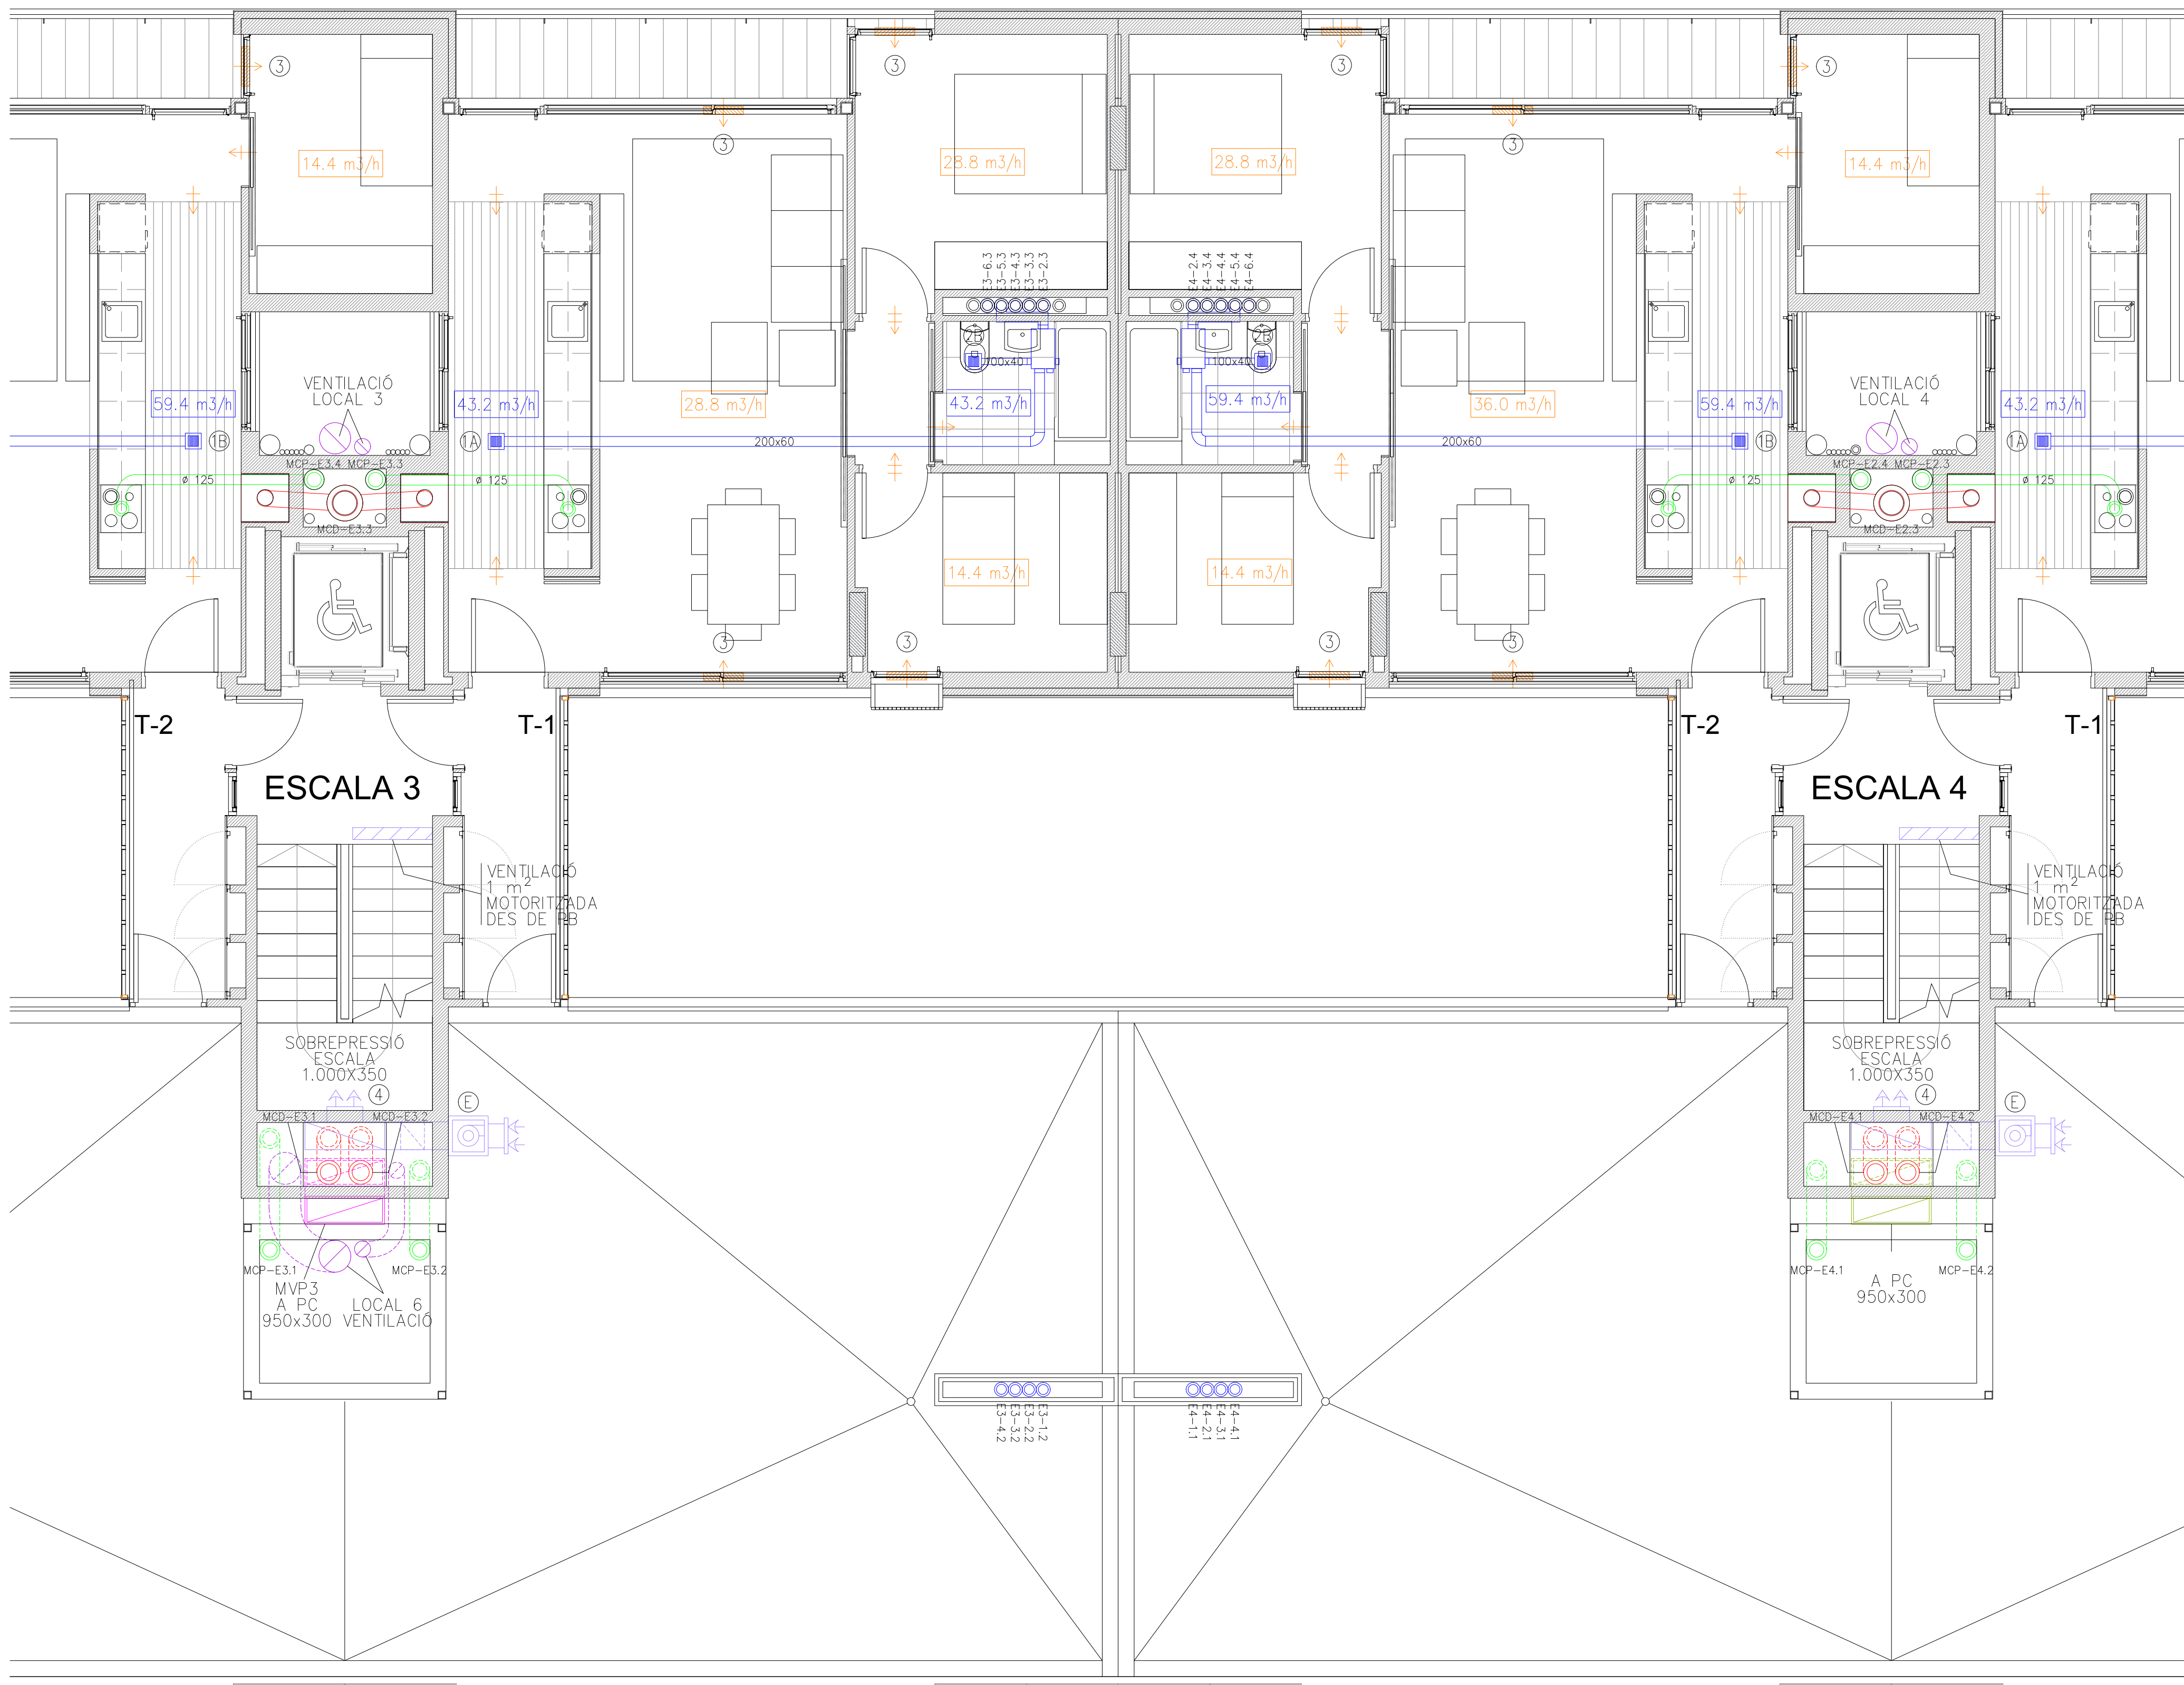 3
3
3
3
14.4 m3/h
3
28.8 m3/h
28.8 m3/h
3
14.4 m3/h
E3-6.3
E3-5.3
E3-4.3
E3-3.3
E3-2.3
E4-2.4
E4-3.4
E4-4.4
E4-5.4
E4-6.4
2B
2B
100x40
100x40
VENTILACIÓ
LOCAL 3
VENTILACIÓ
LOCAL 4
59.4 m3/h
43.2 m3/h
28.8 m3/h
43.2 m3/h
59.4 m3/h
36.0 m3/h
59.4 m3/h
43.2 m3/h
1B
1A
200x60
200x60
1B
1A
MCP-E3.4
MCP-E3.3
MCP-E2.4
MCP-E2.3
ø 125
ø 125
ø 125
ø 125
MCD-E3.3
MCD-E2.3
14.4 m3/h
14.4 m3/h
3
3
3
3
T-2
T-1
T-2
T-1
ESCALA 3
ESCALA 4
VENTILACIÓ
1 m2
MOTORITZADA
DES DE PB
VENTILACIÓ
1 m2
MOTORITZADA
DES DE PB
SOBREPRESSIÓ
ESCALA
1.000X350
SOBREPRESSIÓ
ESCALA
1.000X350
4
E
4
E
MCD-E3.1
MCD-E3.2
MCD-E4.1
MCD-E4.2
MCP-E3.1
MCP-E3.2
MCP-E4.1
MCP-E4.2
MVP3
A PC
950x300
LOCAL 6
VENTILACIÓ
A PC
950x300
E3-4.2
E3-3.2
E3-2.2
E3-1.2
E4-1.1
E4-2.1
E4-3.1
E4-4.1